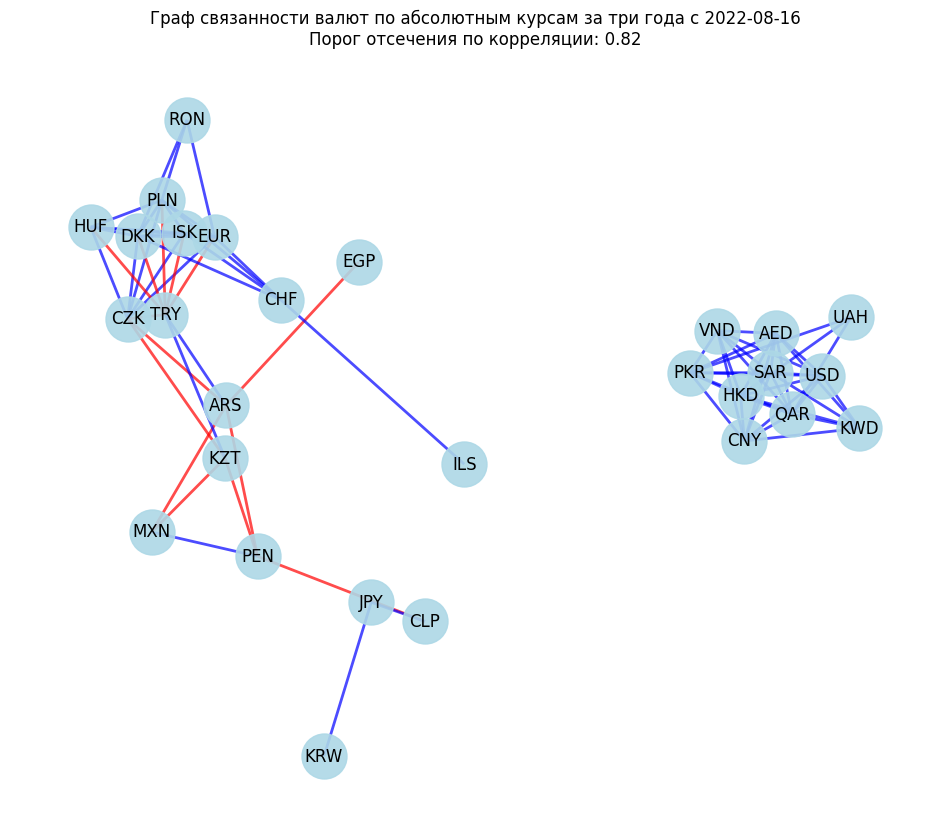 Граф связанности валют по абсолютным курсам за три года с 2022-08-16
Порог отсечения по корреляции: 0.82
RON
PLN
HUF
DKK
ISK
EUR
EGP
CHF
CZK
TRY
UAH
VND
AED
PKR
SAR
USD
HKD
QAR
KWD
CNY
ARS
KZT
ILS
MXN
PEN
JPY
CLP
KRW